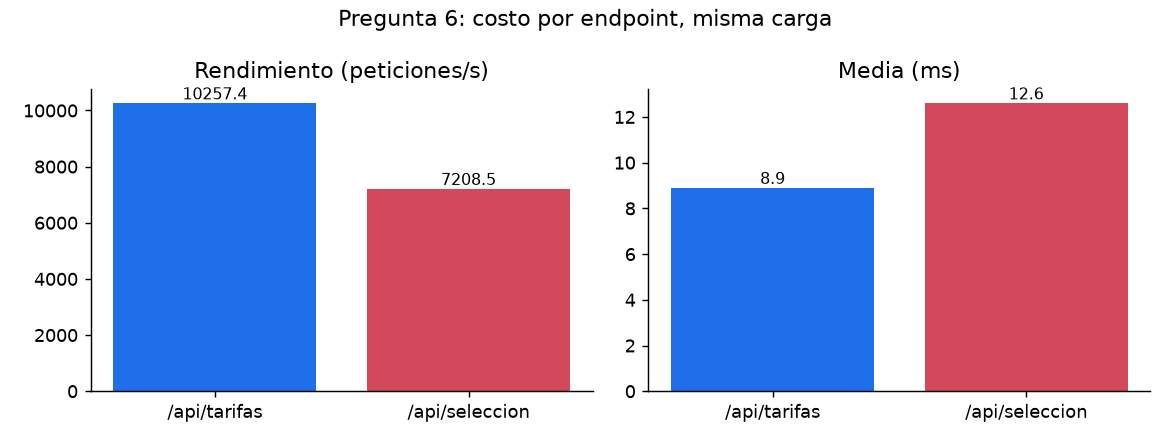 Pregunta 6: costo por endpoint, misma carga
Rendimiento (peticiones/s)
10257.4
7208.5
10000
8000
6000
4000
2000
0
/api/tarifas
/api/seleccion
Media (ms)
12.6
8.9
12
10
8
6
4
2
0
/api/tarifas
/api/seleccion